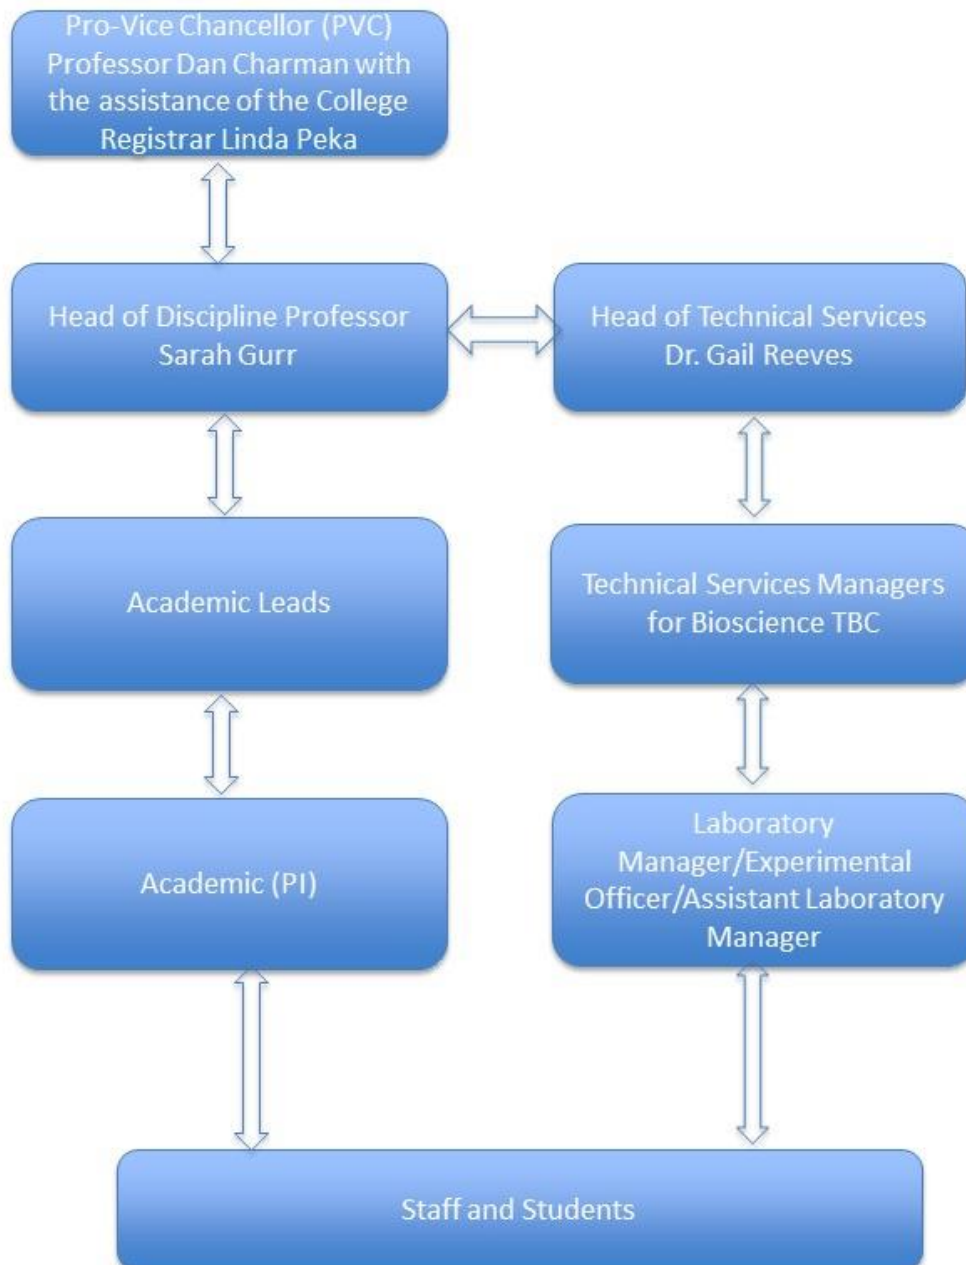 Pro-Vice Chancellor (PVC)
Professor Dan Charman with
the assistance of the College
Registrar Linda Peka
Head of Discipline Professor
Sarah Gurr
Head of Technical Services
Dr. Gail Reeves
Academic Leads
Technical Services Managers
for Bioscience TBC
Academic (PI)
Laboratory
Manager/Experimental
Officer/Assistant Laboratory
Manager
Staff and Students